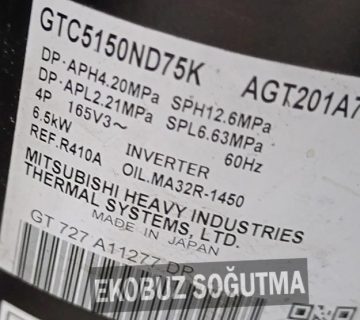 GTC5150ND75K AGT201A7
DP·APH4.20MPa SPH12.6MPa
DP·APL2.21MPa SPL6.63MPa
4P 165V3~ 60Hz
6,5kW INVERTER
REF.R410A OIL.MA32R-1450
MITSUBISHI HEAVY INDUSTRIES
THERMAL SYSTEMS, LTD.
MADE IN JAPAN
GT 727 A11277 DP
EKOBUZ SOĞUTMA